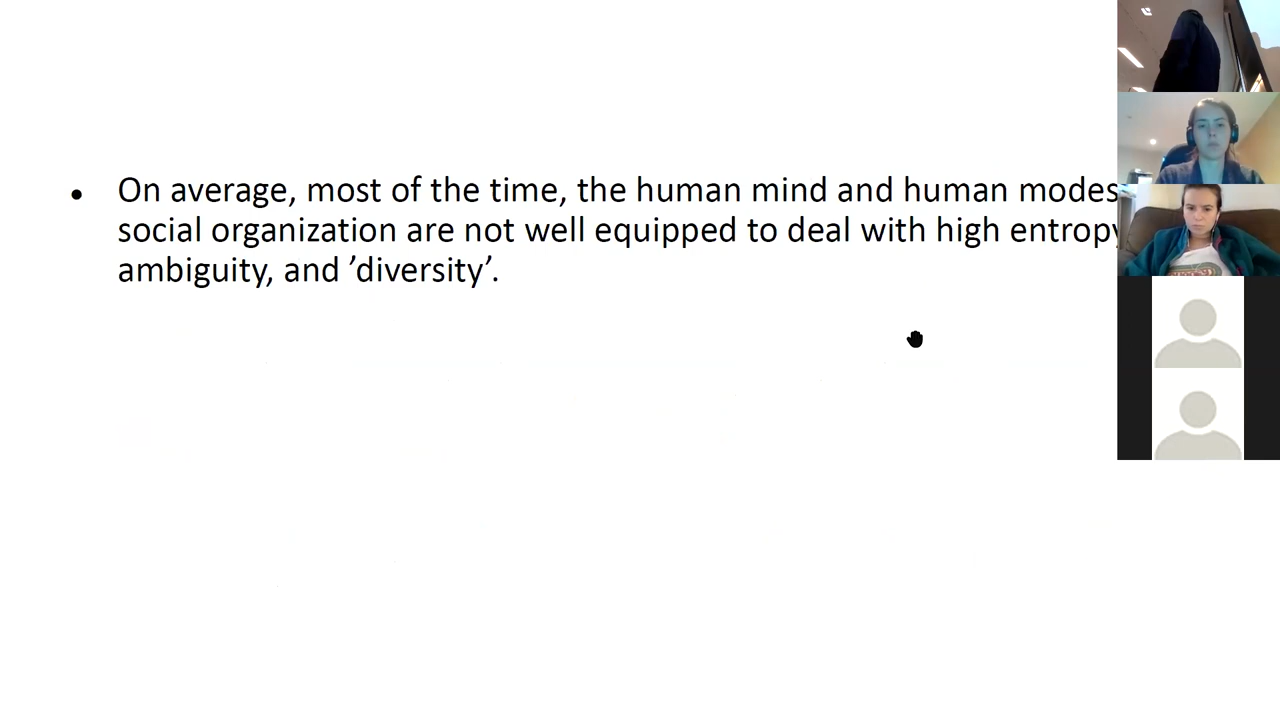 • On average, most of the time, the human mind and human modes
social organization are not well equipped to deal with high entropy
ambiguity, and ’diversity’.